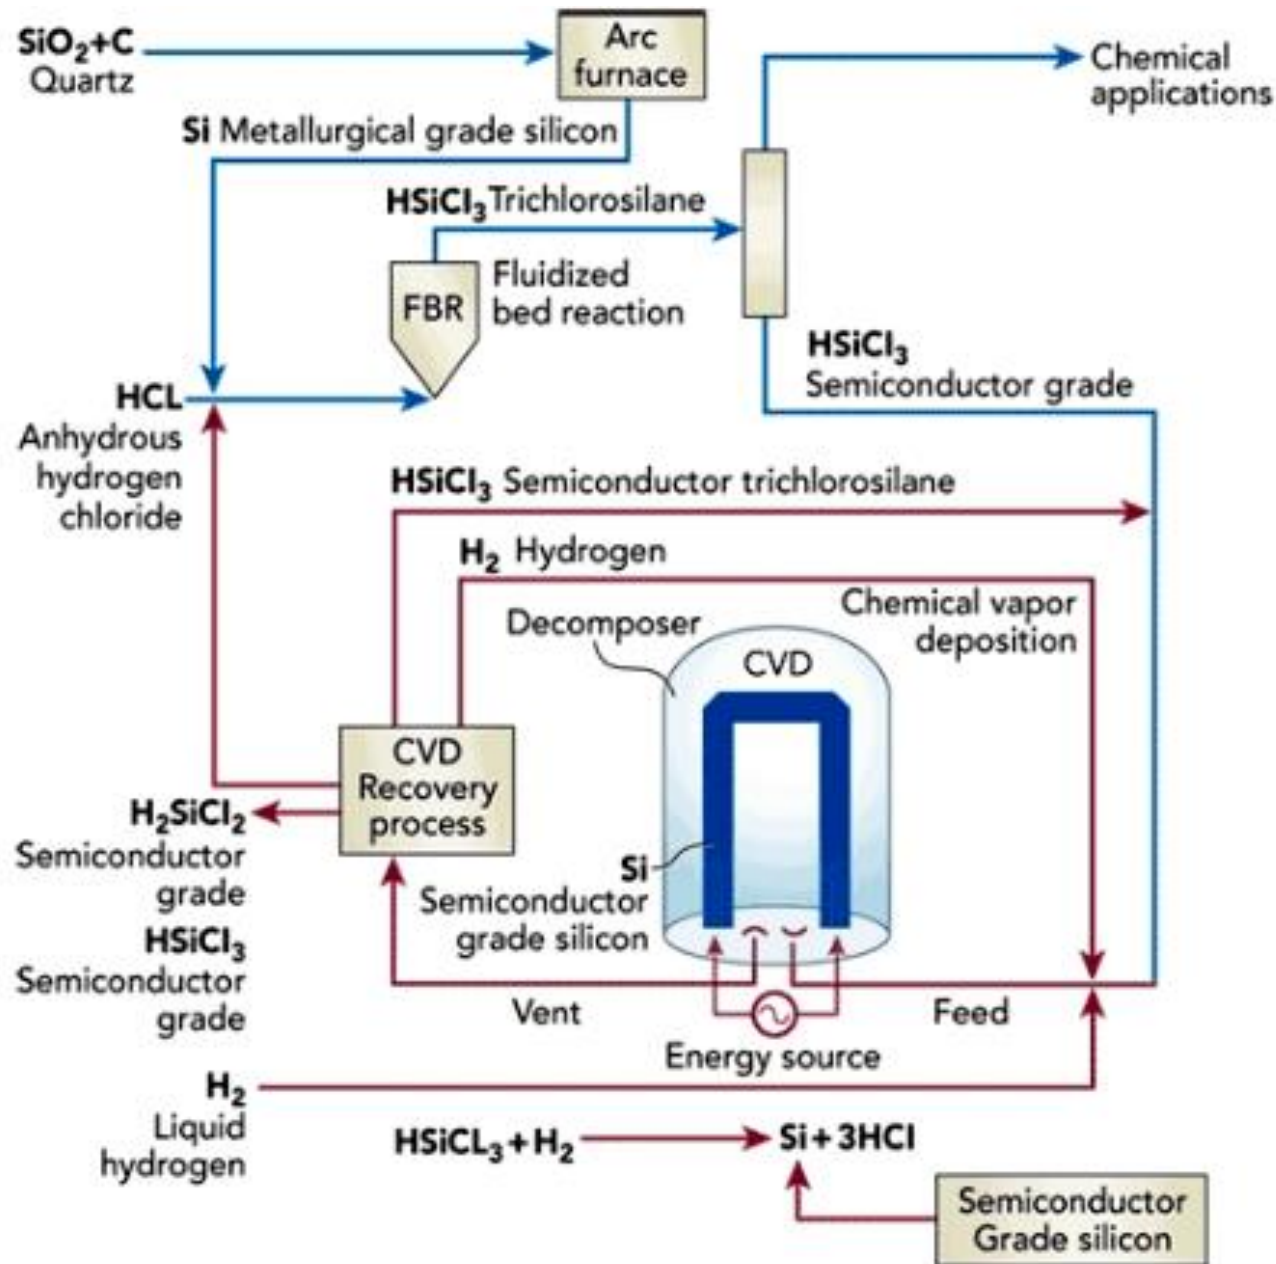 SiO2+C
Quartz
Arc
furnace
Chemical
applications
Si Metallurgical grade silicon
HSiCl3 Trichlorosilane
FBR
Fluidized
bed reaction
HSiCl3
Semiconductor grade
HCL
Anhydrous
hydrogen
chloride
HSiCl3 Semiconductor trichlorosilane
H2 Hydrogen
Chemical vapor
deposition
Decomposer
CVD
CVD
Recovery
process
H2SiCl2
Semiconductor
grade
HSiCl3
Semiconductor
grade
Si
Semiconductor
grade silicon
Vent
Feed
Energy source
H2
Liquid
hydrogen
HSiCL3+H2
Si+3HCl
Semiconductor
Grade silicon